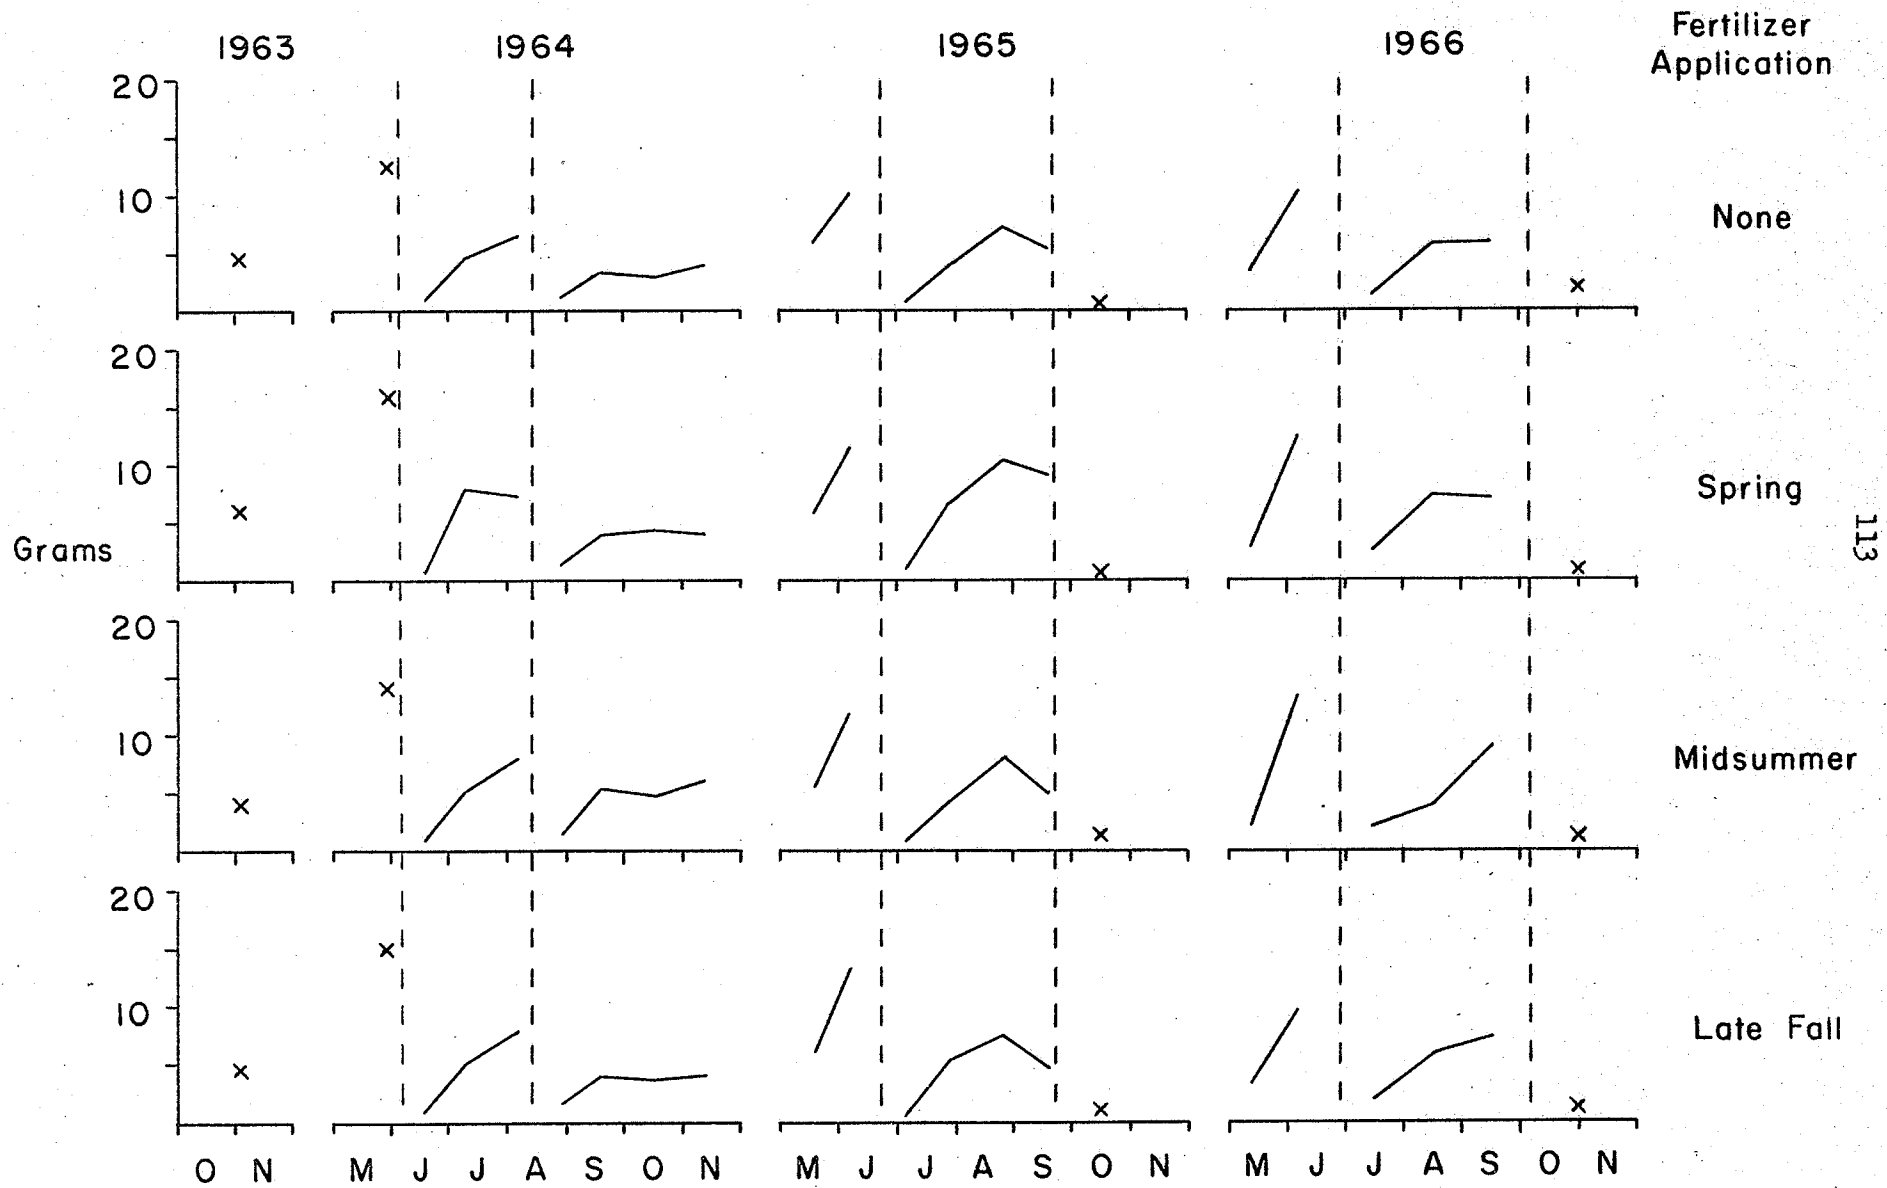 1963 1964 1965 1966 Fertilizer
Application
20
10
None
20
10
Spring
Grams
113
20
10
Midsummer
20
10
Late Fall
O N M J J A S O N M J J A S O N M J J A S O N